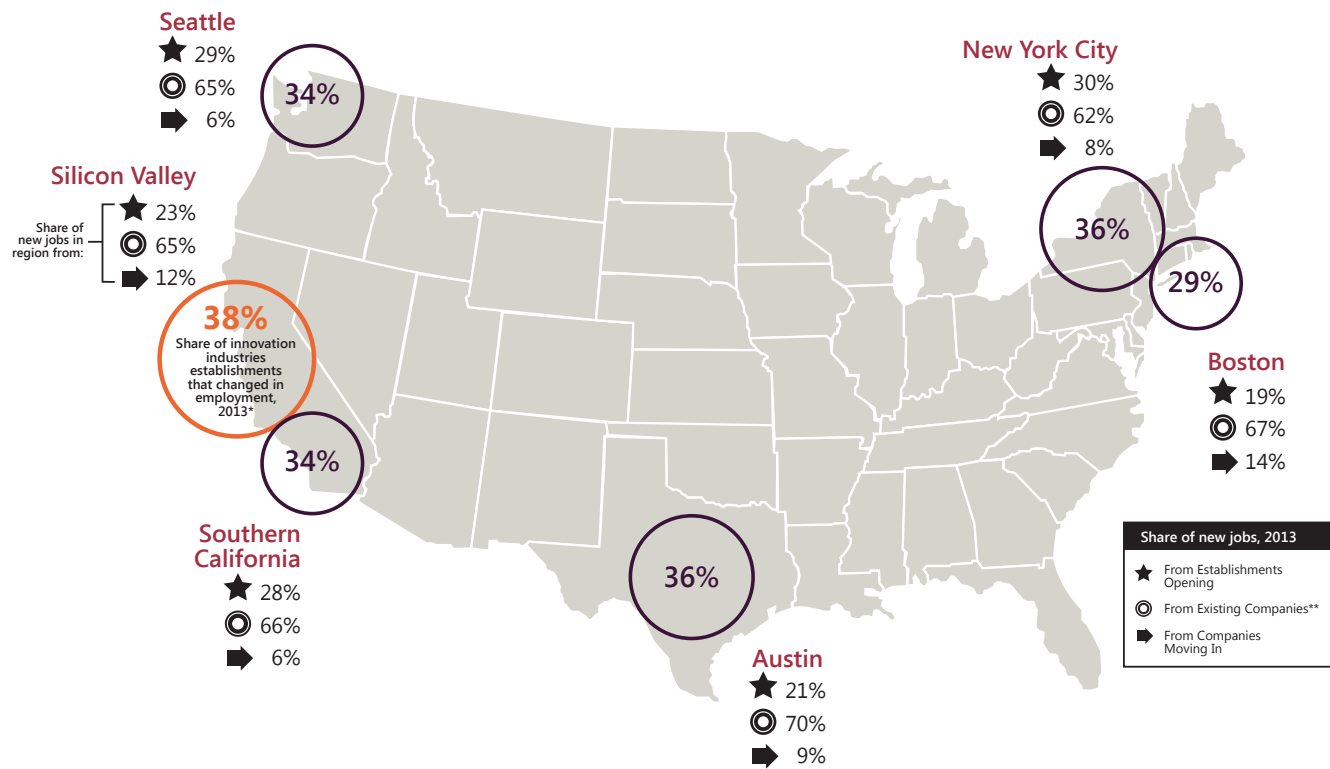 Seattle
29%
65%
6%
34%
New York City
30%
62%
8%
36%
Silicon Valley
Share of
new jobs in
region from:
23%
65%
12%
38%
Share of innovation
industries
establishments
that changed in
employment,
2013*
29%
Boston
19%
67%
14%
34%
Southern
California
28%
66%
6%
36%
Austin
21%
70%
9%
Share of new jobs, 2013
From Establishments
Opening
From Existing Companies**
From Companies
Moving In